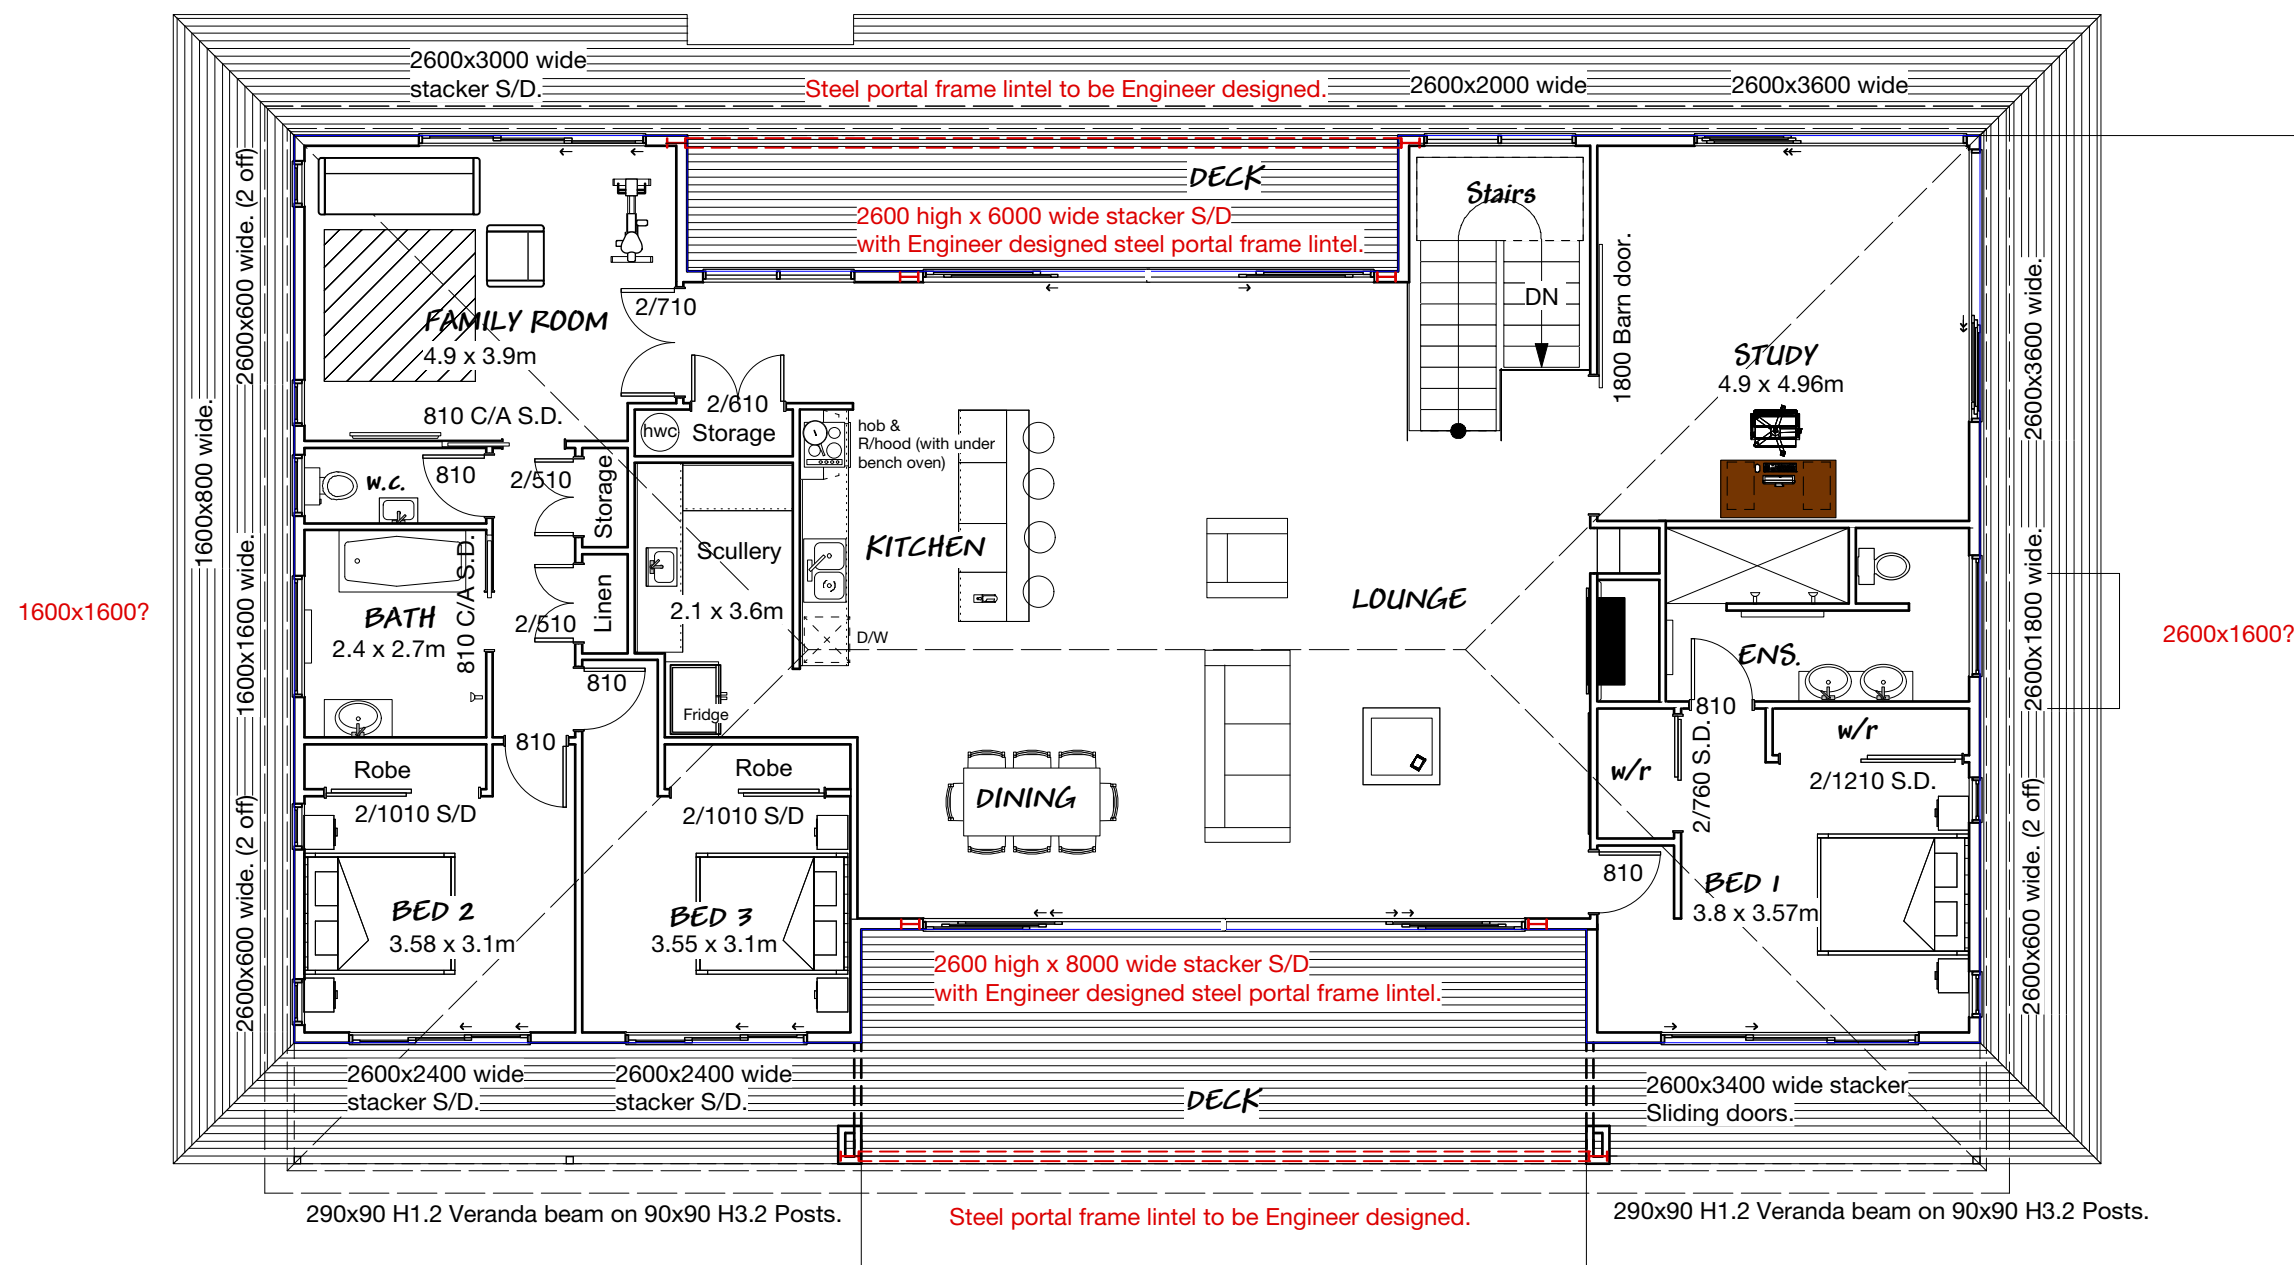 2600x3000 wide
stacker S/D.
Steel portal frame lintel to be Engineer designed.
2600x2000 wide
2600x3600 wide
DECK
2600 high x 6000 wide stacker S/D
with Engineer designed steel portal frame lintel.
Stairs
DN
1800 Barn door.
2600x600 wide. (2 off)
FAMILY ROOM
4.9 x 3.9m
2/710
STUDY
4.9 x 4.96m
2600x3600 wide.
810 C/A S.D.
2/610
hwc
Storage
hob &
R/hood (with under
bench oven)
1600x800 wide.
W.C.
810
2/510
Storage
Scullery
2.1 x 3.6m
KITCHEN
LOUNGE
1600x1600?
1600x1600 wide.
BATH
2.4 x 2.7m
810 C/A S.D.
2/510
Linen
D/W
ENS.
2600x1800 wide.
2600x1600?
810
Fridge
810
810
Robe
Robe
2/1010 S/D
2/1010 S/D
DINING
w/r
2/760 S.D.
w/r
2/1210 S.D.
2600x600 wide. (2 off)
BED 2
3.58 x 3.1m
BED 3
3.55 x 3.1m
810
BED 1
3.8 x 3.57m
2600x600 wide. (2 off)
2600 high x 8000 wide stacker S/D
with Engineer designed steel portal frame lintel.
2600x2400 wide
stacker S/D.
2600x2400 wide
stacker S/D.
DECK
2600x3400 wide stacker
Sliding doors.
290x90 H1.2 Veranda beam on 90x90 H3.2 Posts.
Steel portal frame lintel to be Engineer designed.
290x90 H1.2 Veranda beam on 90x90 H3.2 Posts.